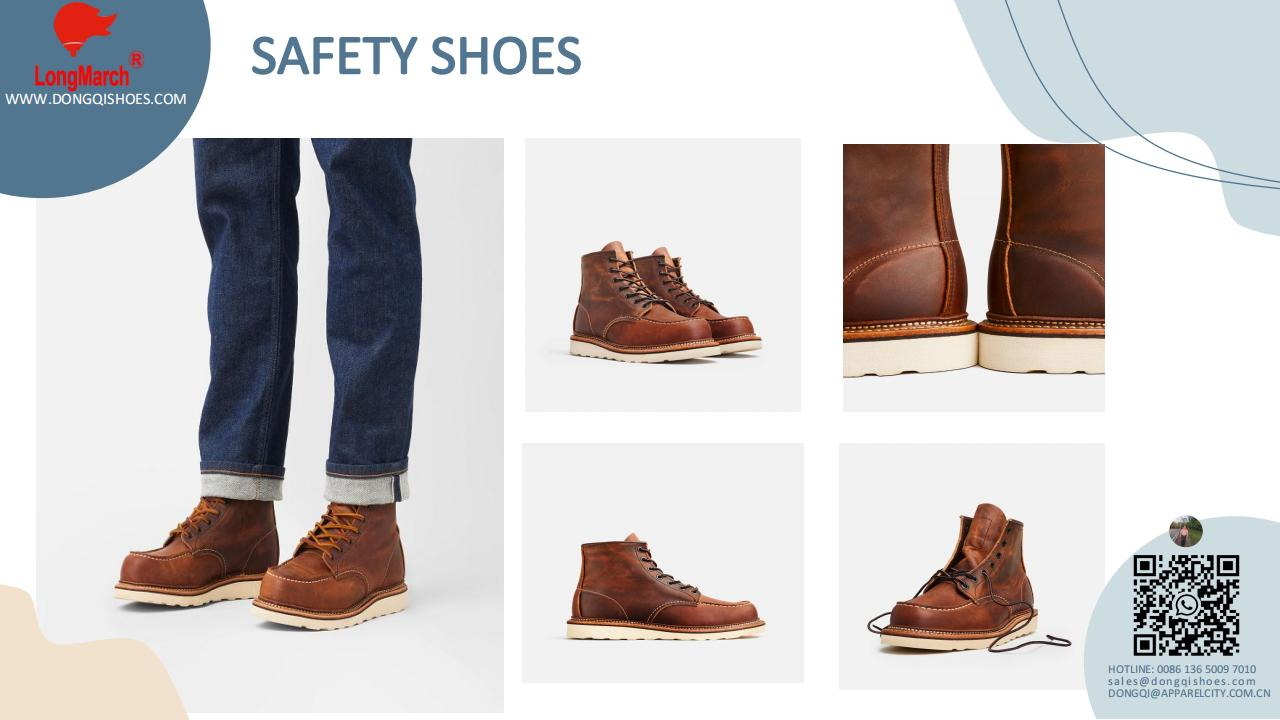 LongMarch®
WWW.DONGQISHOES.COM
SAFETY SHOES
HOTLINE: 0086 136 5009 7010
sales@dongqishoes.com
DONGQI@APPARELCITY.COM.CN